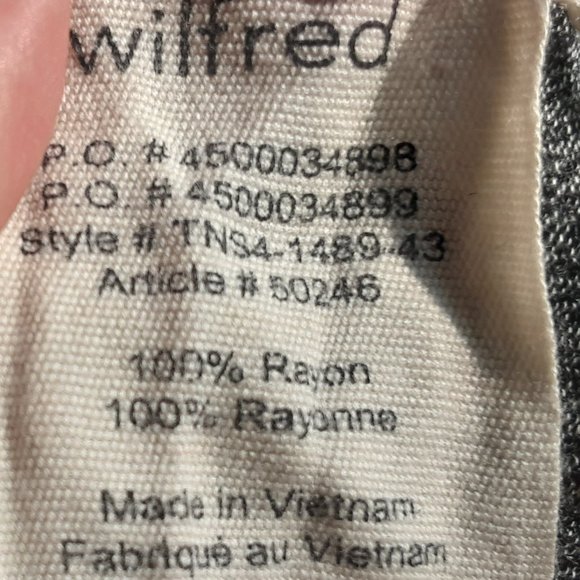 wilfred
P.O. # 4500034898
P.O. # 4500034899
Style # TNS4-1489-43
Article # 50246
100% Rayon
100% Rayonne
Made in Vietnam
Fabriqué au Vietnam